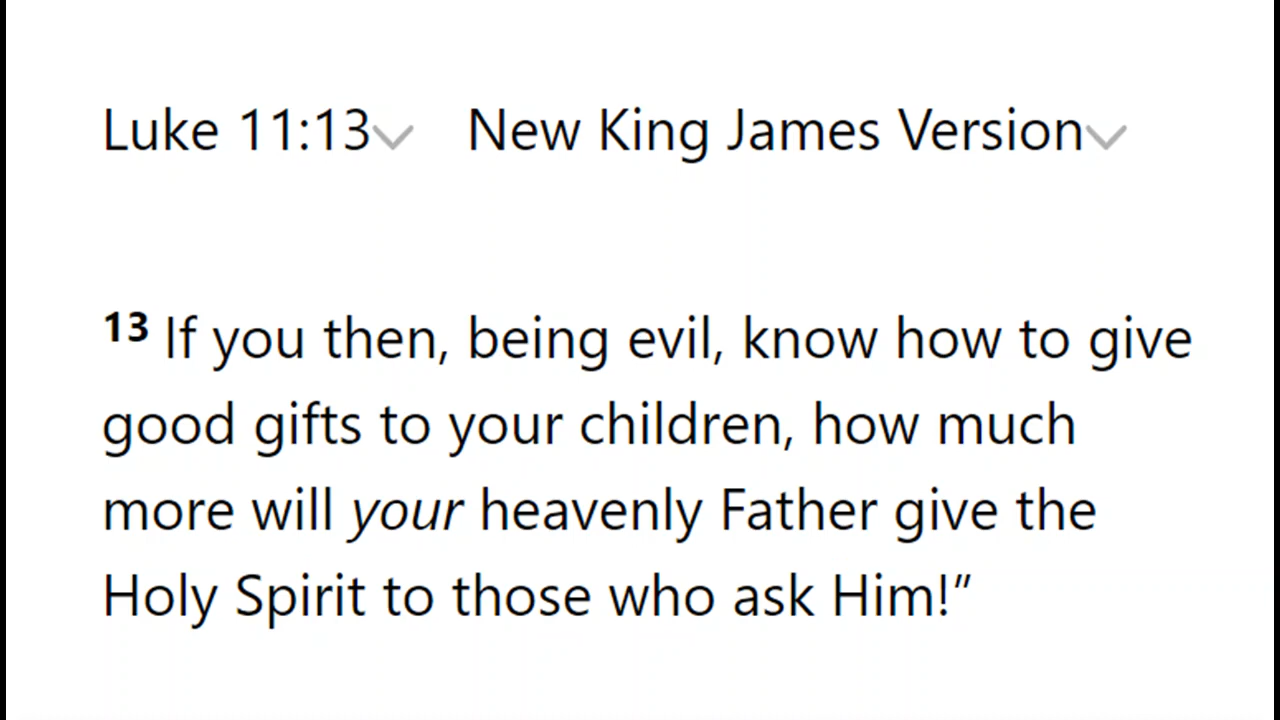 Luke 11:13 New King James Version
13 If you then, being evil, know how to give
good gifts to your children, how much
more will your heavenly Father give the
Holy Spirit to those who ask Him!”